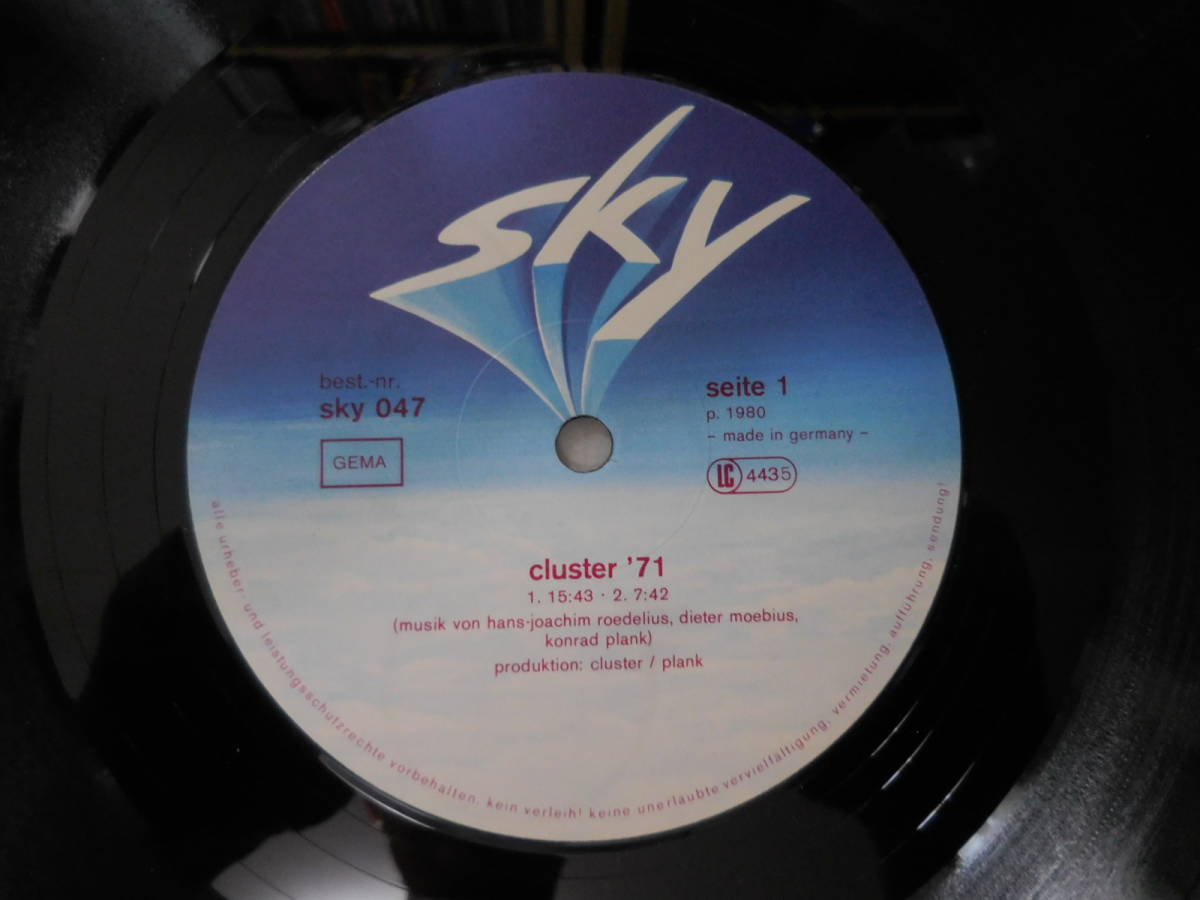 sky
best.-nr.
sky 047
GEMA
seite 1
p. 1980
– made in germany –
LC 4435
cluster '71
1. 15:43 · 2. 7:42
(musik von hans-joachim roedelius, dieter moebius,
konrad plank)
produktion: cluster / plank
alle urheber- und leistungsschutzrechte vorbehalten, kein verleih! keine unerlaubte vervielfältigung, vermietung, aufführung, sendung!